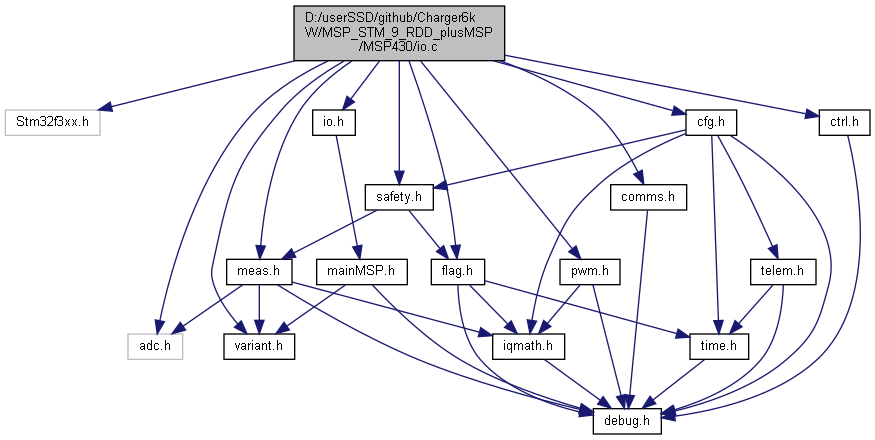 D:/userSSD/github/Charger6k
W/MSP_STM_9_RDD_plusMSP
/MSP430/io.c
Stm32f3xx.h
io.h
cfg.h
ctrl.h
safety.h
comms.h
meas.h
mainMSP.h
flag.h
pwm.h
telem.h
adc.h
variant.h
iqmath.h
time.h
debug.h